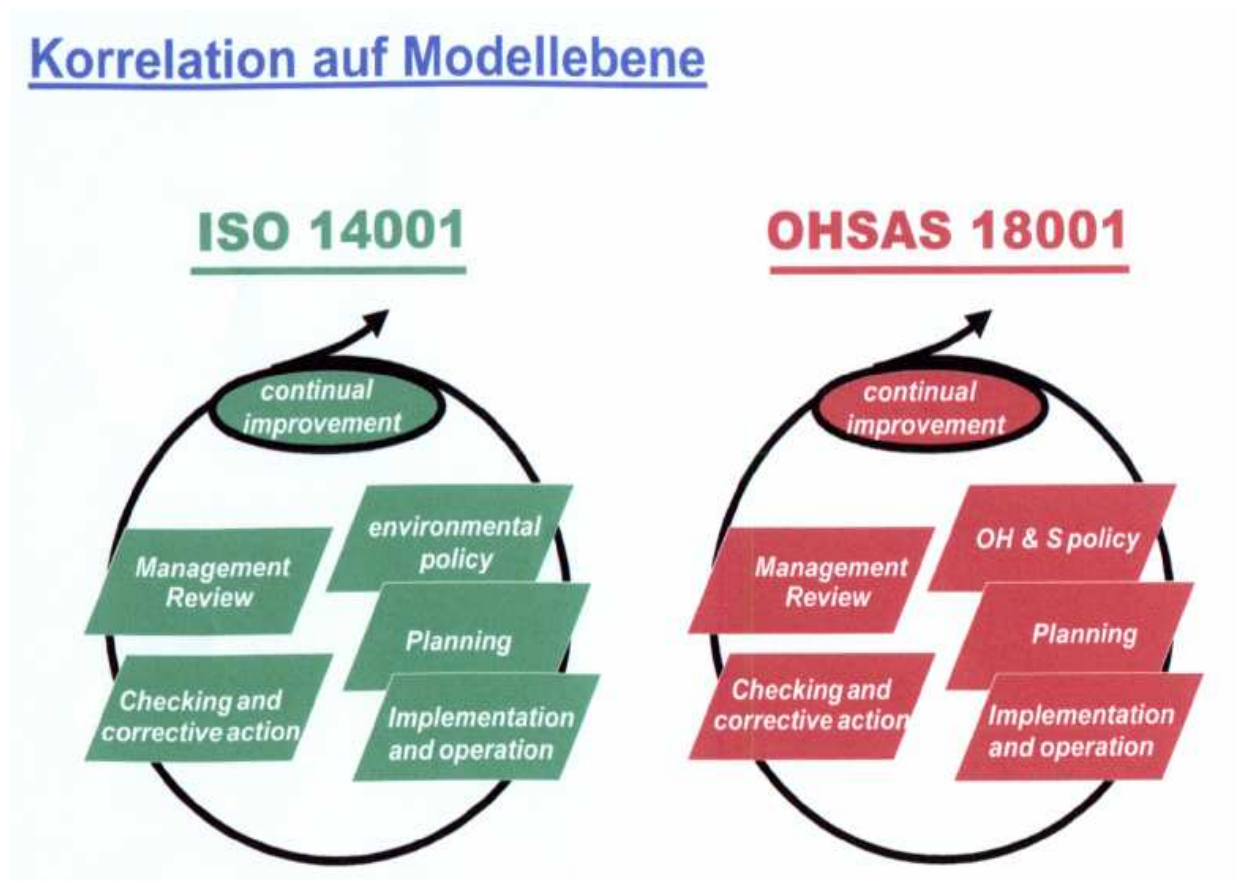 Korrelation auf Modellebene
ISO 14001
continual
improvement
environmental
policy
Management
Review
Planning
Checking and
corrective action
Implementation
and operation
OHSAS 18001
continual
improvement
OH & S policy
Management
Review
Planning
Checking and
corrective action
Implementation
and operation